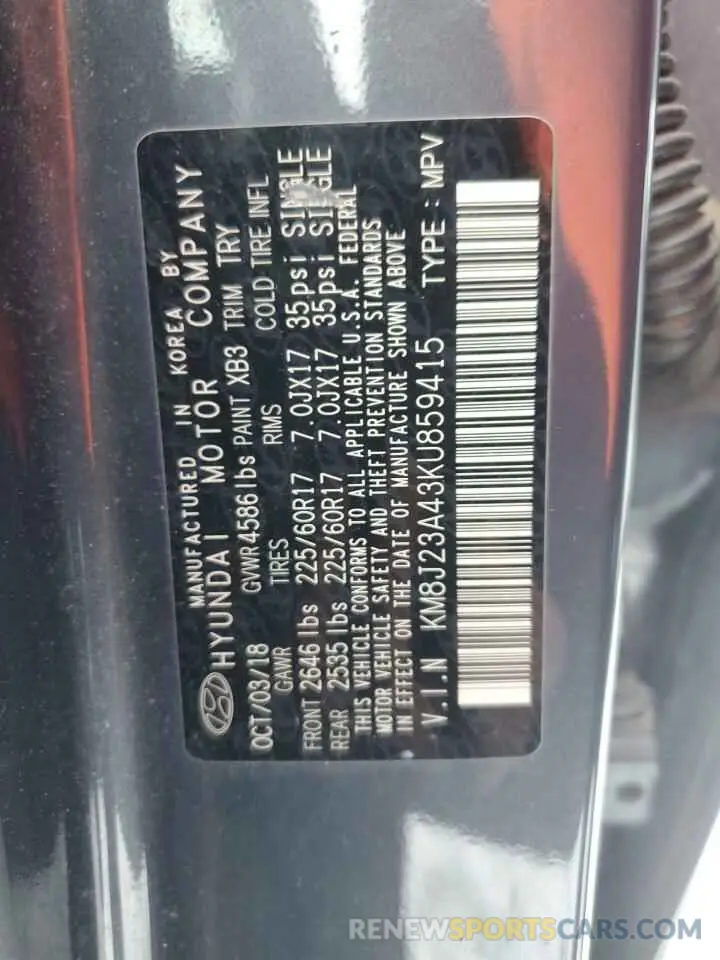 MANUFACTURED IN KOREA BY
HYUNDAI MOTOR COMPANY
OCT/03/18 GVWR 4586 lbs PAINT XB3 TRIM TRY
GAWR TIRES RIMS COLD TIRE INFL
FRONT 2646 lbs 225/60R17 7.0JX17 35psi SINGLE
REAR 2535 lbs 225/60R17 7.0JX17 35psi SINGLE
THIS VEHICLE CONFORMS TO ALL APPLICABLE U.S.A. FEDERAL
MOTOR VEHICLE SAFETY AND THEFT PREVENTION STANDARDS
IN EFFECT ON THE DATE OF MANUFACTURE SHOWN ABOVE
V.I.N KM8J23A43KU859415 TYPE : MPV
RENEWSPORTSCARS.COM